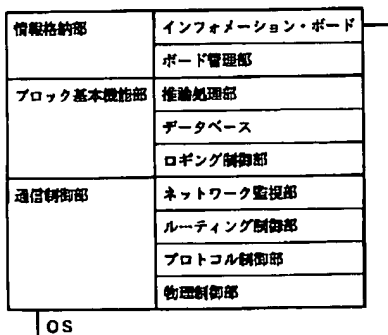 情報格納部
インフォメーション・ボード
ボード管理部
ブロック基本機能部
推論処理部
データベース
ロギング制御部
通信制御部
ネットワーク監視部
ルーティング制御部
プロトコル制御部
物理制御部
OS